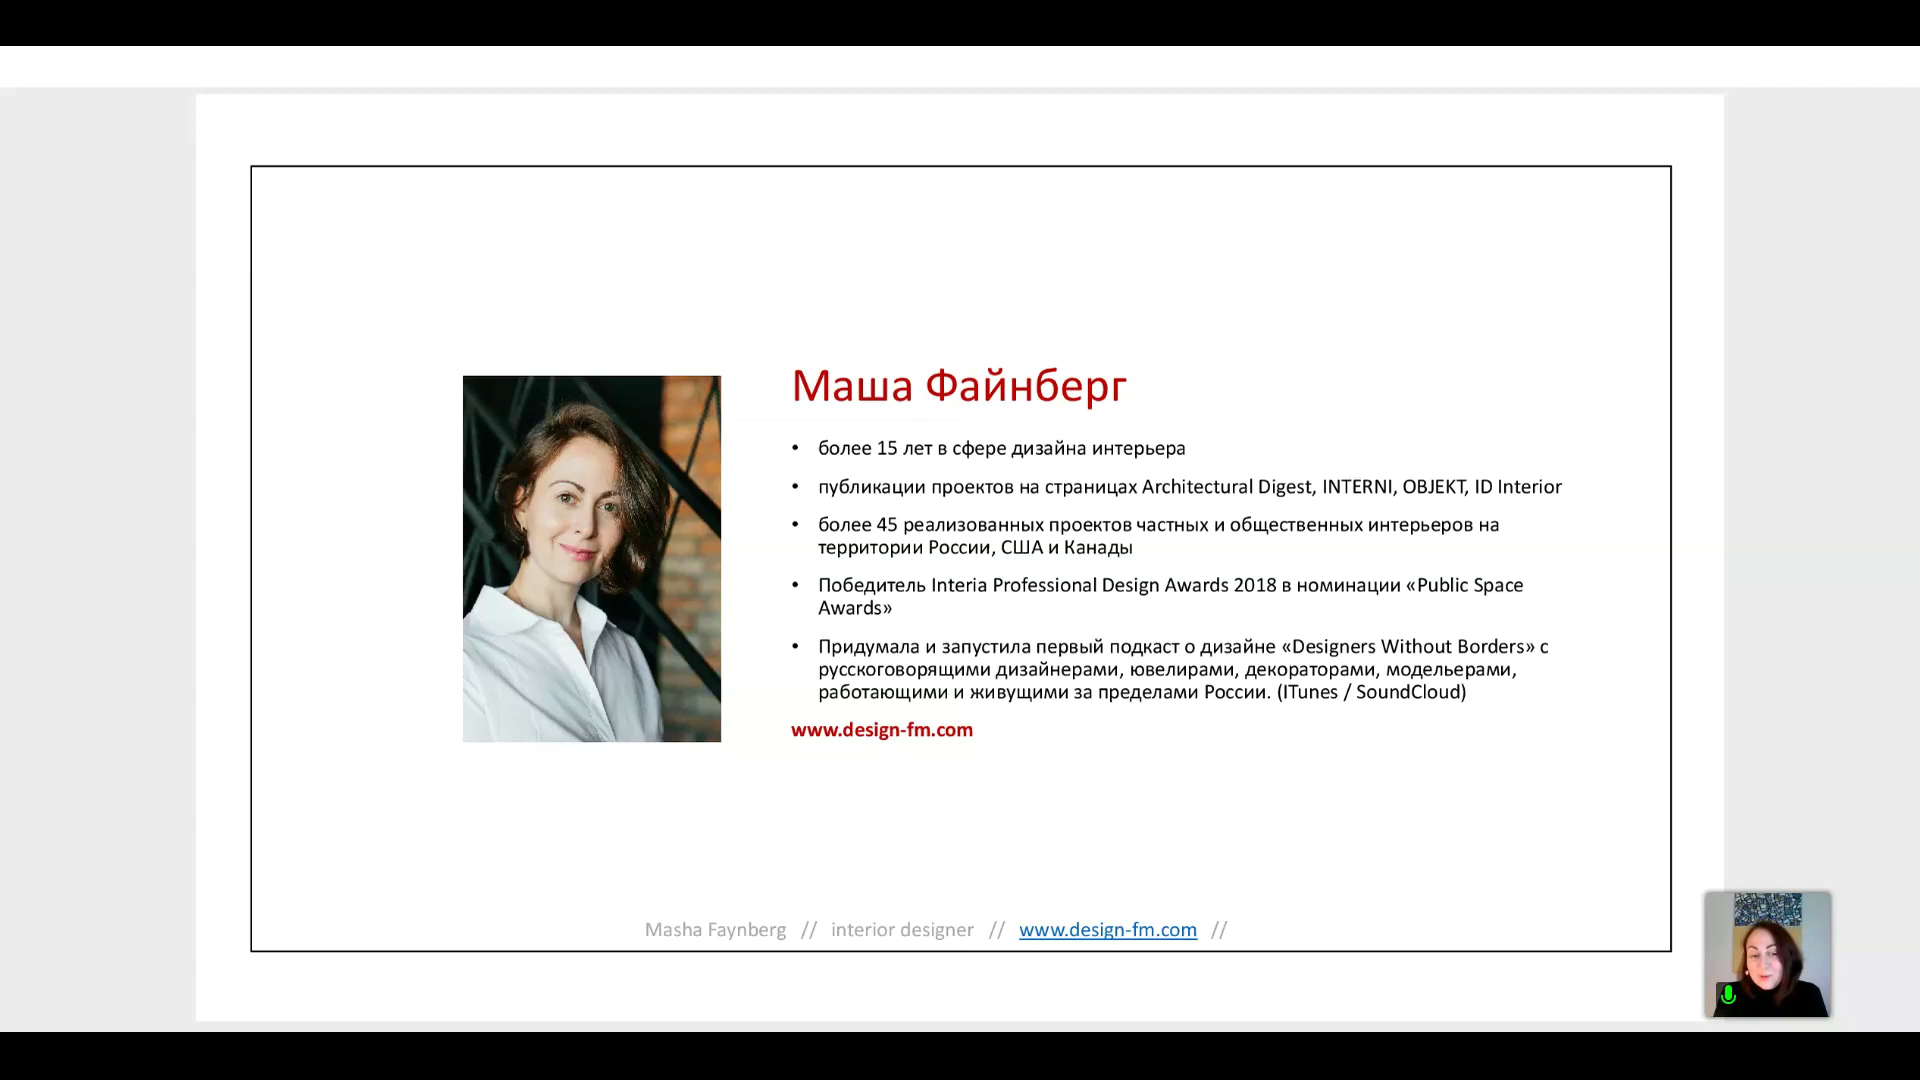 Маша Файнберг
• более 15 лет в сфере дизайна интерьера
• публикации проектов на страницах Architectural Digest, INTERNI, OBJEKT, ID Interior
• более 45 реализованных проектов частных и общественных интерьеров на
территории России, США и Канады
• Победитель Interia Professional Design Awards 2018 в номинации «Public Space
Awards»
• Придумала и запустила первый подкаст о дизайне «Designers Without Borders» с
русскоговорящими дизайнерами, ювелирами, декораторами, модельерами,
работающими и живущими за пределами России. (ITunes / SoundCloud)
www.design-fm.com
Masha Faynberg // interior designer // www.design-fm.com //